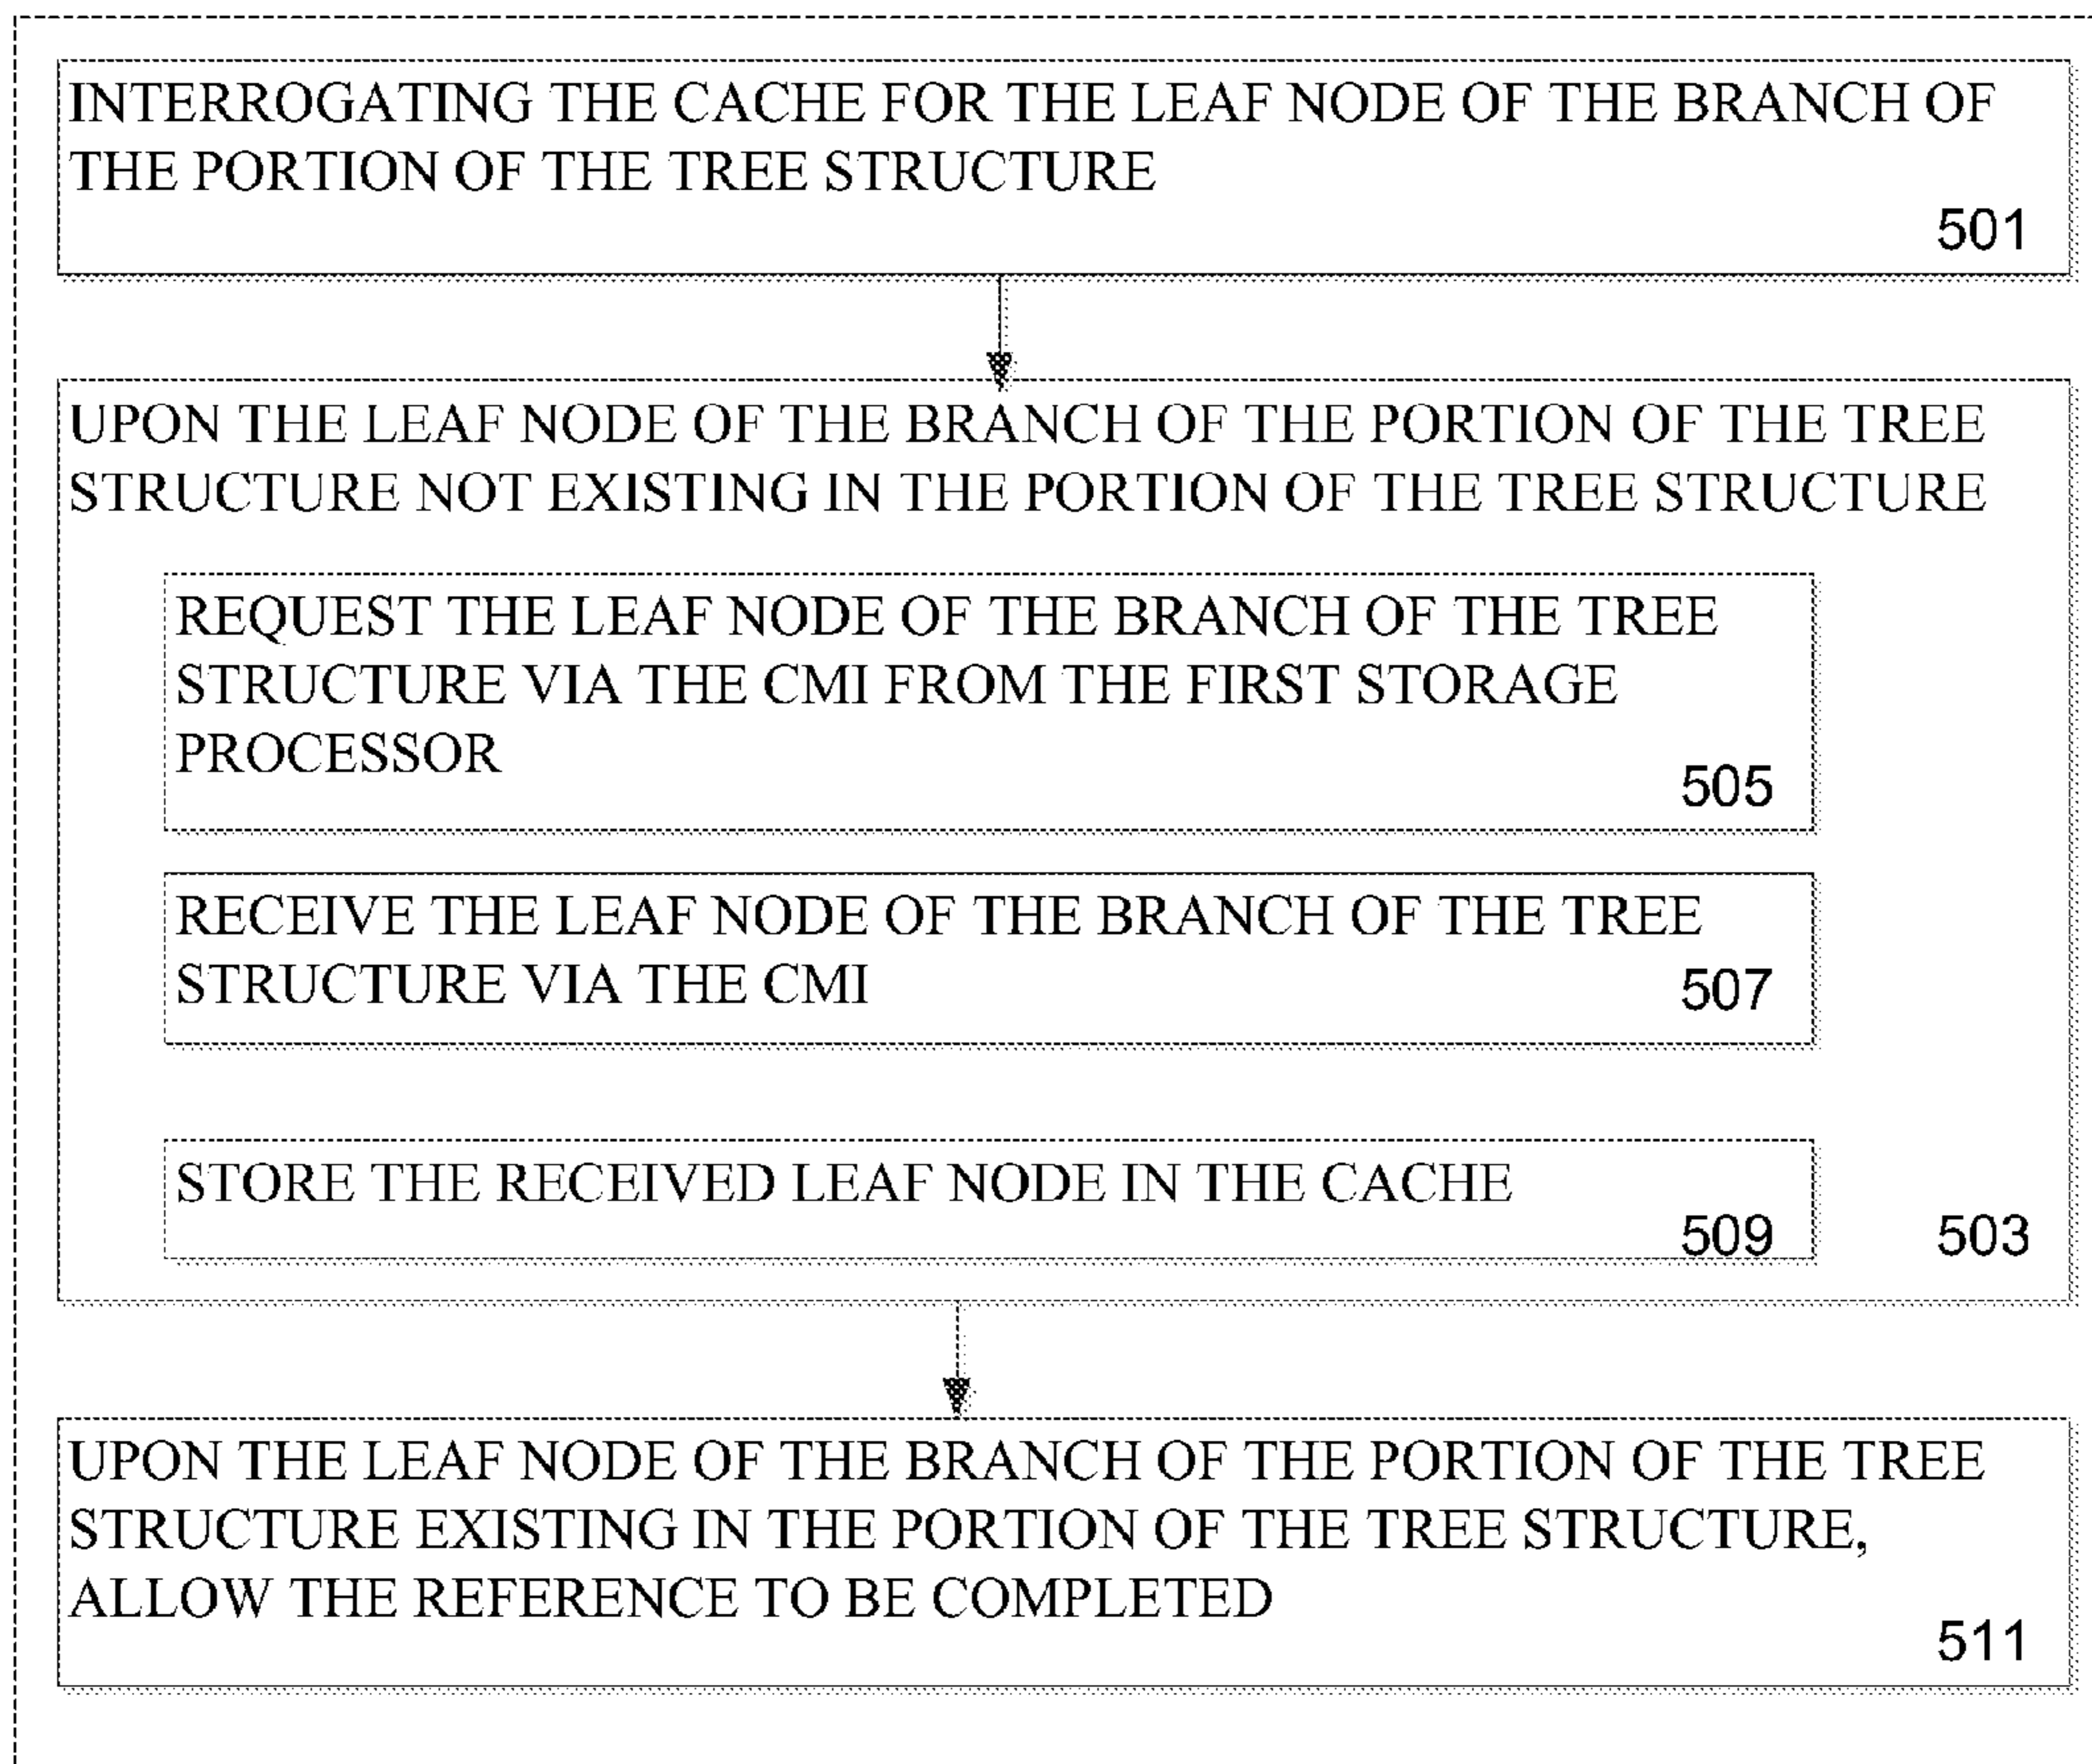 INTERROGATING THE CACHE FOR THE LEAF NODE OF THE BRANCH OF
THE PORTION OF THE TREE STRUCTURE
501
UPON THE LEAF NODE OF THE BRANCH OF THE PORTION OF THE TREE
STRUCTURE NOT EXISTING IN THE PORTION OF THE TREE STRUCTURE
REQUEST THE LEAF NODE OF THE BRANCH OF THE TREE
STRUCTURE VIA THE CMI FROM THE FIRST STORAGE
PROCESSOR
505
RECEIVE THE LEAF NODE OF THE BRANCH OF THE TREE
STRUCTURE VIA THE CMI
507
STORE THE RECEIVED LEAF NODE IN THE CACHE
509
503
UPON THE LEAF NODE OF THE BRANCH OF THE PORTION OF THE TREE
STRUCTURE EXISTING IN THE PORTION OF THE TREE STRUCTURE,
ALLOW THE REFERENCE TO BE COMPLETED
511